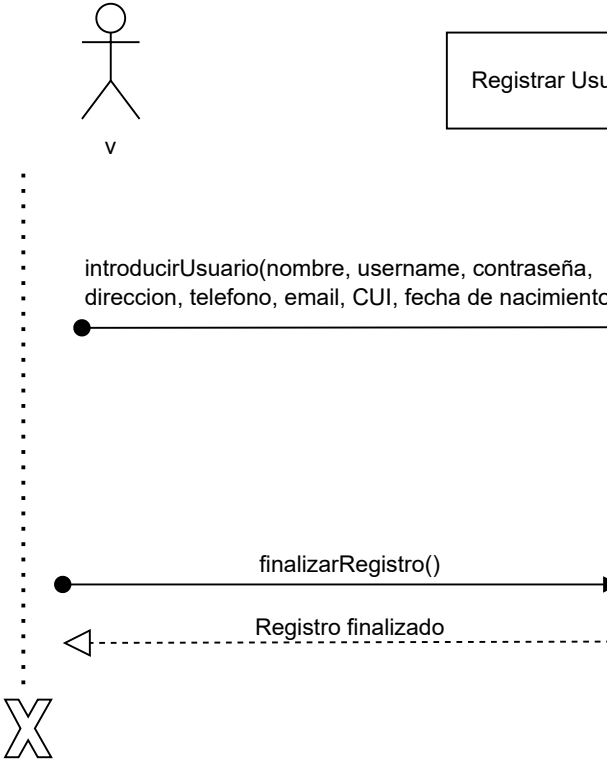 Registrar Usu
v
introducirUsuario(nombre, username, contraseña,
direccion, telefono, email, CUI, fecha de nacimiento
finalizarRegistro()
Registro finalizado
X